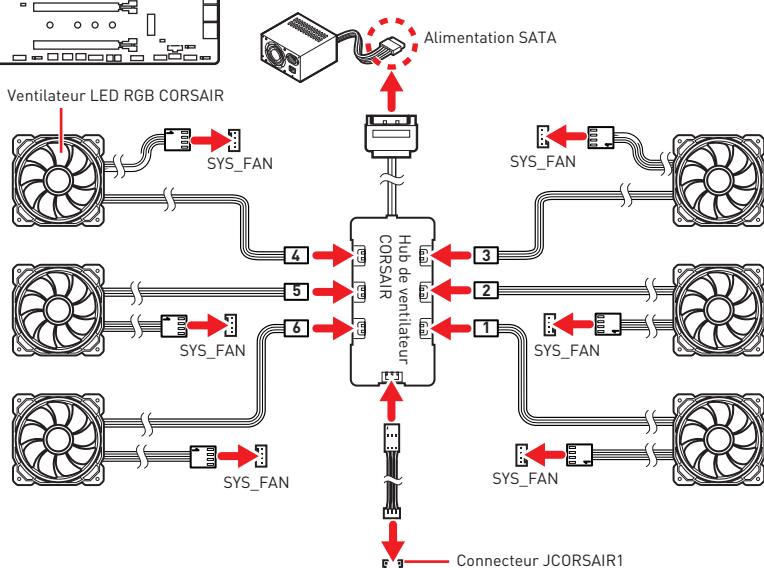 Alimentation SATA
Ventilateur LED RGB CORSAIR
SYS_FAN
SYS_FAN
4
3
Hub de ventilateur
CORSAIR
5
2
6
1
SYS_FAN
SYS_FAN
SYS_FAN
SYS_FAN
Connecteur JCORSAIR1